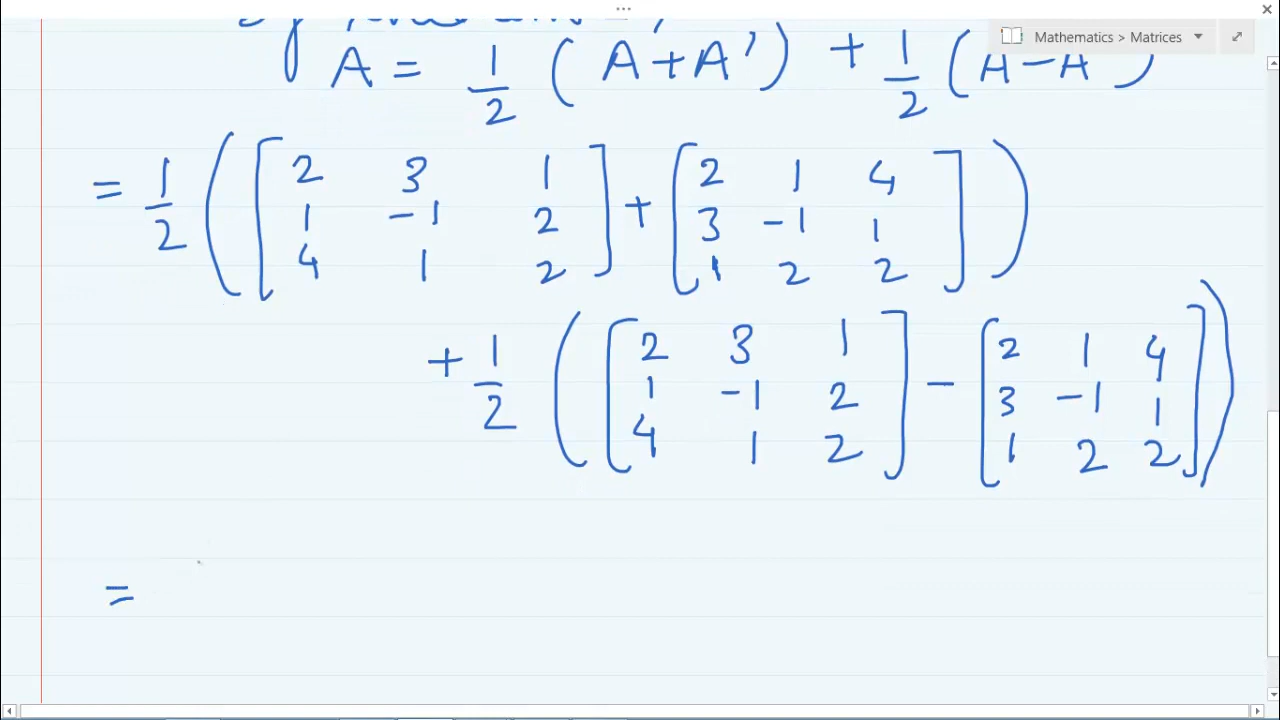 Mathematics > Matrices
A = 1/2 (A+A') + 1/2 (A-A
= 1/2 ([2 3 1
1 -1 2
4 1 2] + [2 1 4
3 -1 1
1 2 2])
+ 1/2 ([2 3 1
1 -1 2
4 1 2] - [2 1 4
3 -1 1
1 2 2])
=